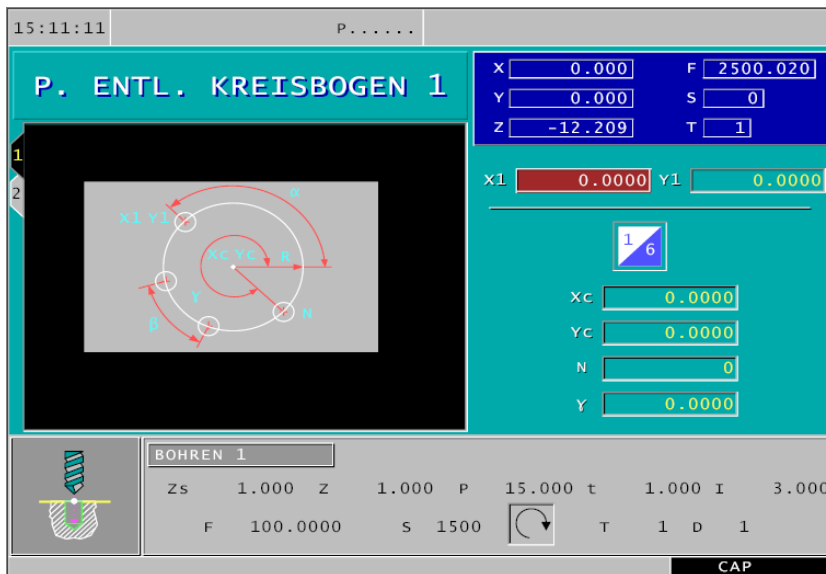 15:11:11 P......
P. ENTL. KREISBOGEN 1
X 0.000 F 2500.020
Y 0.000 S 0
Z -12.209 T 1
1
2
X1 0.0000 Y1 0.0000
α
X1 Y1
Xc Yc
R
γ
N
β
1 6
Xc 0.0000
Yc 0.0000
N 0
γ 0.0000
BOHREN 1
Zs 1.000 Z 1.000 P 15.000 t 1.000 I 3.000
F 100.0000 S 1500 T 1 D 1
CAP